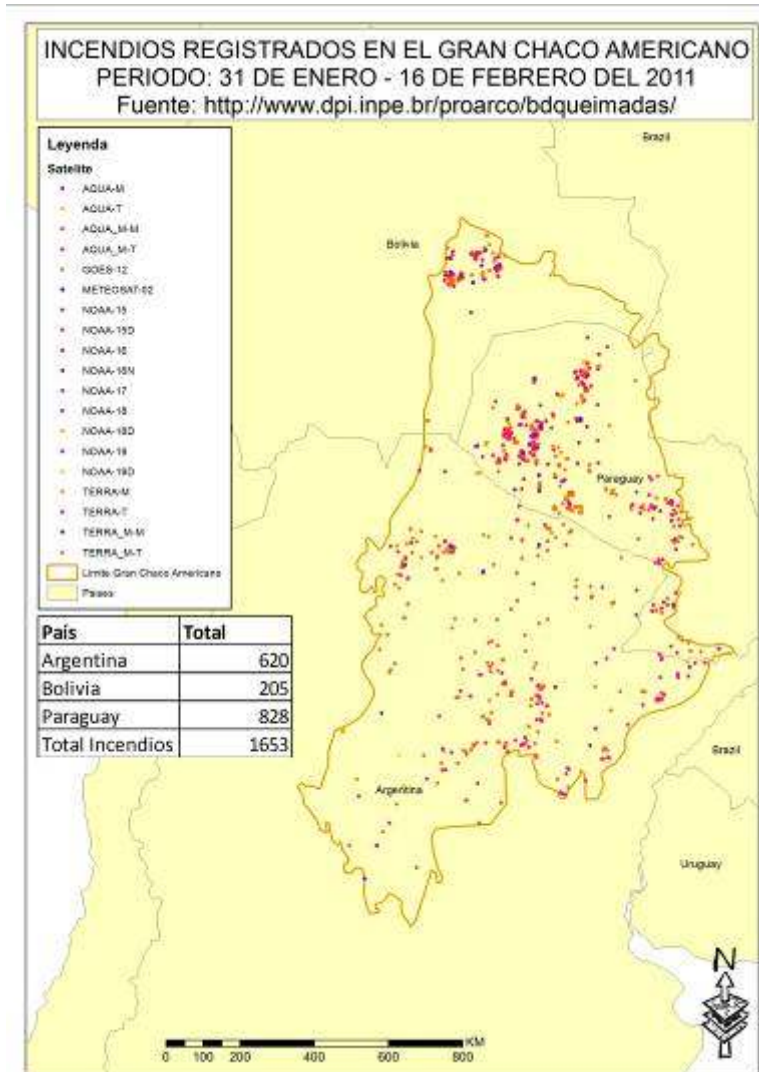 INCENDIOS REGISTRADOS EN EL GRAN CHACO AMERICANO
PERIODO: 31 DE ENERO - 16 DE FEBRERO DEL 2011
Fuente: http://www.dpi.inpe.br/proarco/bdqueimadas/
Leyenda
Satelite
AQUA-M
AQUA-T
AQUA_M-M
AQUA_M-T
GOES-12
METEOSAT-02
NOAA-15
NOAA-15D
NOAA-16
NOAA-16N
NOAA-17
NOAA-18
NOAA-18D
NOAA-19
NOAA-19D
TERRA-M
TERRA-T
TERRA_M-M
TERRA_M-T
Limite Gran Chaco Americano
Paises
País Total
Argentina 620
Bolivia 205
Paraguay 828
Total Incendios 1653
Brazil
Bolivia
Paraguay
Brazil
Argentina
Uruguay
N
KM
0 100 200 400 600 800